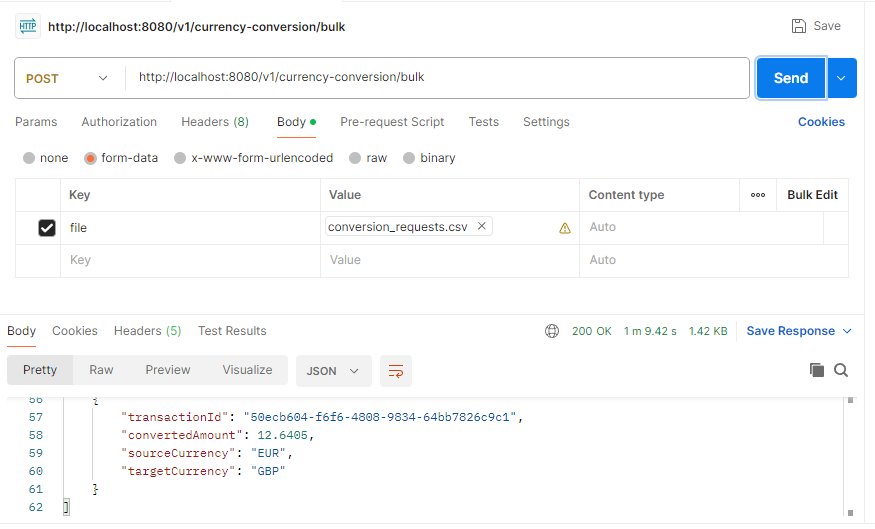 HTTP http://localhost:8080/v1/currency-conversion/bulk Save
POST http://localhost:8080/v1/currency-conversion/bulk Send
Params Authorization Headers (8) Body Pre-request Script Tests Settings Cookies
none form-data x-www-form-urlencoded raw binary
Key Value Content type Bulk Edit
file conversion_requests.csv Auto
Key Value Auto
Body Cookies Headers (5) Test Results 200 OK 1 m 9.42 s 1.42 KB Save Response
Pretty Raw Preview Visualize JSON
56 {
57 "transactionId": "50ecb604-f6f6-4808-9834-64bb7826c9c1",
58 "convertedAmount": 12.6405,
59 "sourceCurrency": "EUR",
60 "targetCurrency": "GBP"
61 }
62 ]